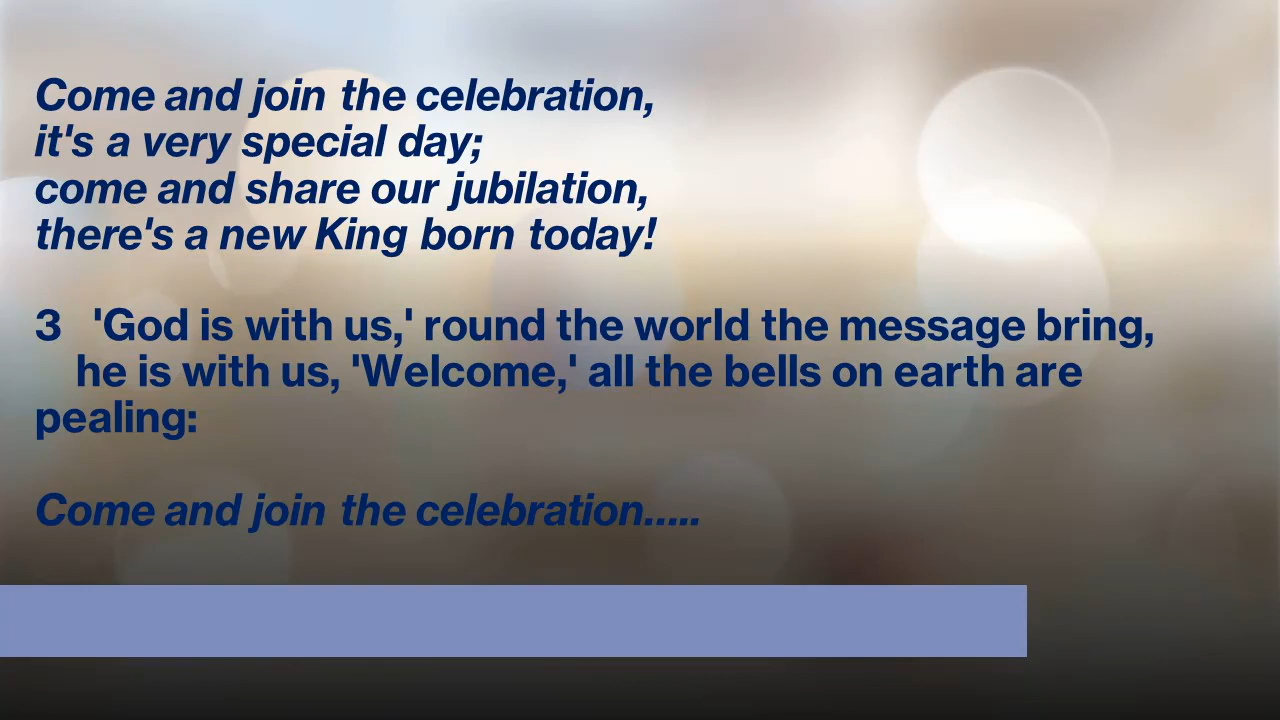 Come and join the celebration,
it's a very special day;
come and share our jubilation,
there's a new King born today!
3 'God is with us,' round the world the message bring,
he is with us, 'Welcome,' all the bells on earth are
pealing:
Come and join the celebration.....